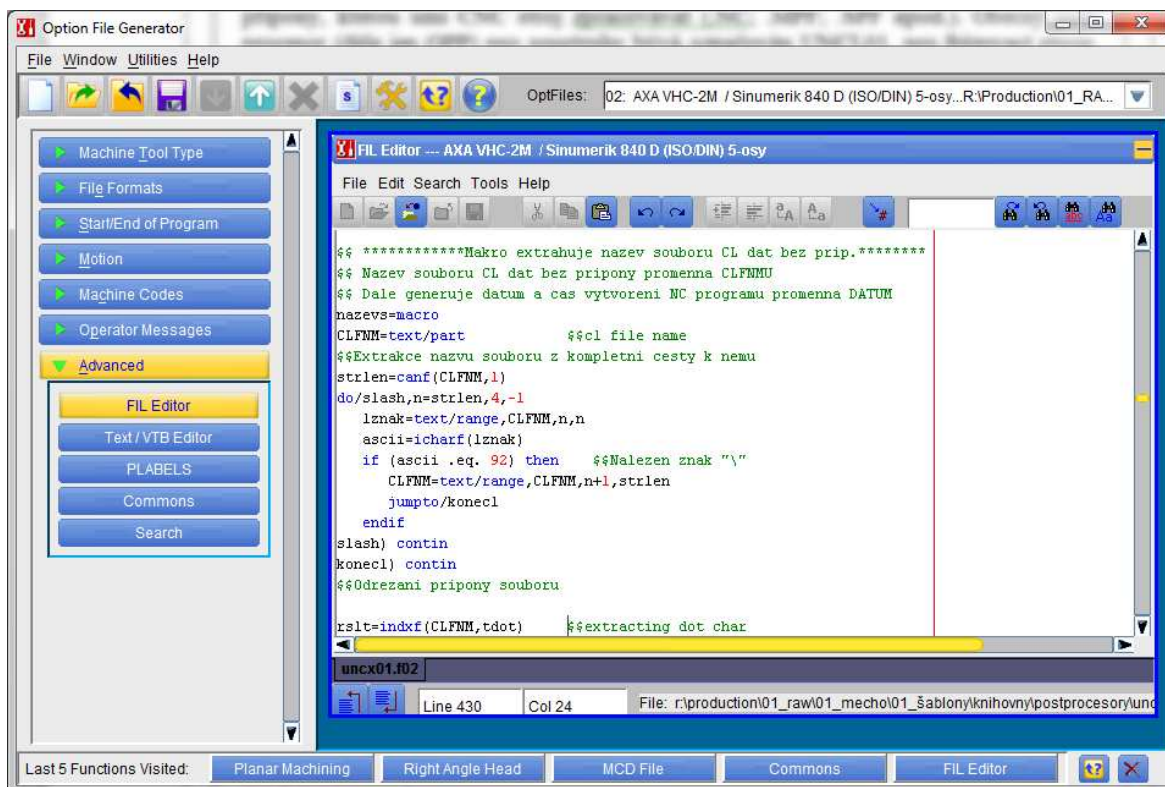 Option File Generator
File Window Utilities Help
OptFiles: 02: AXA VHC-2M / Sinumerik 840 D (ISO/DIN) 5-osy...R:\Production\01_RA...
Machine Tool Type
File Formats
Start/End of Program
Motion
Machine Codes
Operator Messages
Advanced
FIL Editor
Text / VTB Editor
PLABELS
Commons
Search
FIL Editor --- AXA VHC-2M / Sinumerik 840 D (ISO/DIN) 5-osy
File Edit Search Tools Help
$$ ************Makro extrahuje nazev souboru CL dat bez prip.********
$$ Nazev souboru CL dat bez pripony promenna CLFNMU
$$ Dale generuje datum a cas vytvoreni NC programu promenna DATUM
nazevs=macro
CLFNM=text/part $$cl file name
$$Extrakce nazvu souboru z kompletni cesty k nemu
strlen=canf(CLFNM,1)
do/slash,n=strlen,4,-1
lznak=text/range,CLFNM,n,n
ascii=icharf(lznak)
if (ascii .eq. 92) then $$Nalezen znak "\"
CLFNM=text/range,CLFNM,n+1,strlen
jumpto/konecl
endif
slash) contin
konecl) contin
$$Odrezani pripony souboru
rslt=indxf(CLFNM,tdot) $$extracting dot char
uncx01.f02
Line 430 Col 24 File: r:\production\01_raw\01_mecho\01_šablony\knihovny\postprocesory\unc
Last 5 Functions Visited: Planar Machining Right Angle Head MCD File Commons FIL Editor